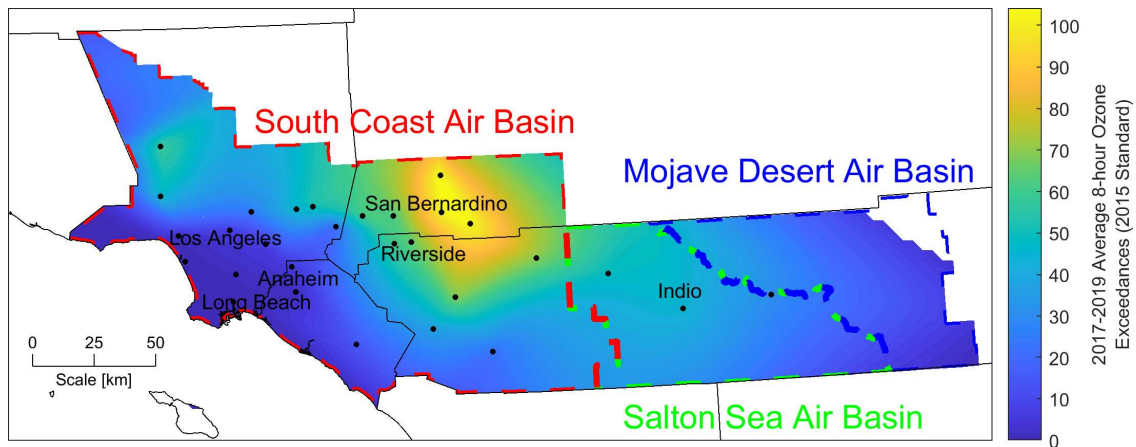 South Coast Air Basin
Mojave Desert Air Basin
San Bernardino
Los Angeles
Riverside
Anaheim
Indio
Long Beach
0 25 50
Scale [km]
Salton Sea Air Basin
100
90
80
70
60
50
40
30
20
10
0
2017-2019 Average 8-hour Ozone
Exceedances (2015 Standard)